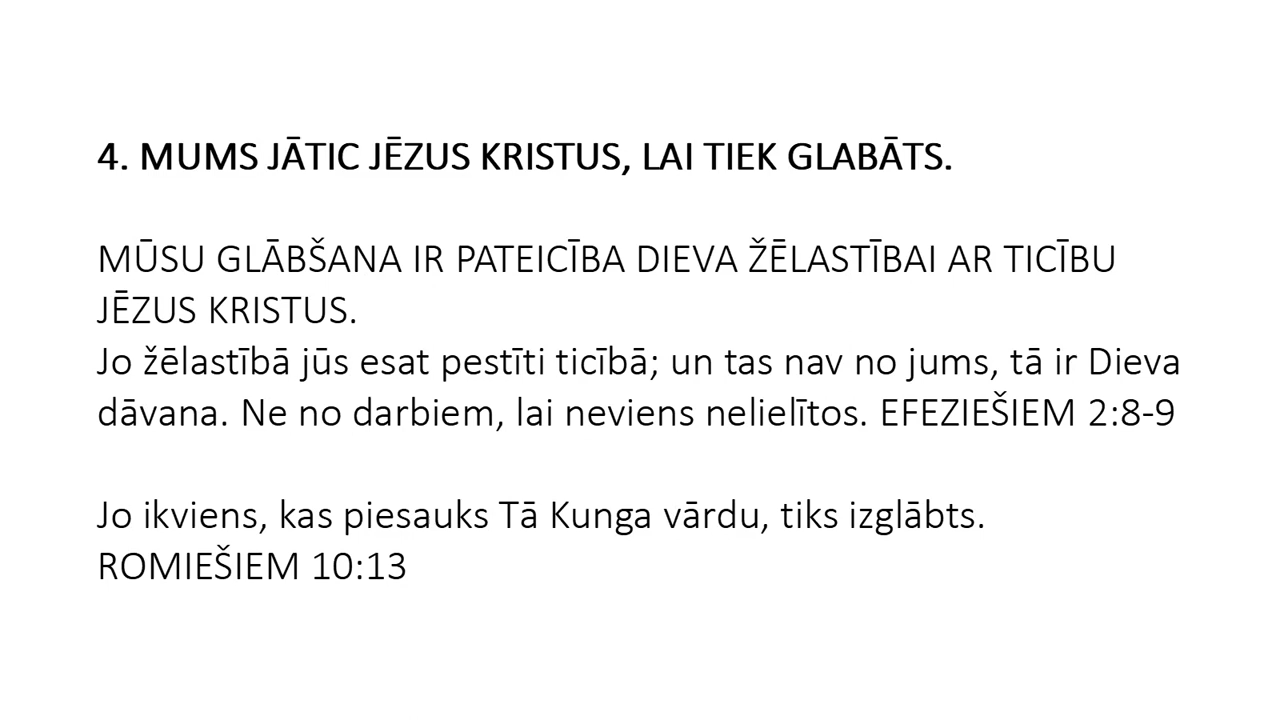 4. MUMS JĀTIC JĒZUS KRISTUS, LAI TIEK GLABĀTS.
MŪSU GLĀBŠANA IR PATEICĪBA DIEVA ŽĒLASTĪBAI AR TICĪBU
JĒZUS KRISTUS.
Jo žēlastībā jūs esat pestīti ticībā; un tas nav no jums, tā ir Dieva
dāvana. Ne no darbiem, lai neviens nelielītos. EFEZIEŠIEM 2:8-9
Jo ikviens, kas piesauks Tā Kunga vārdu, tiks izglābts.
ROMIEŠIEM 10:13